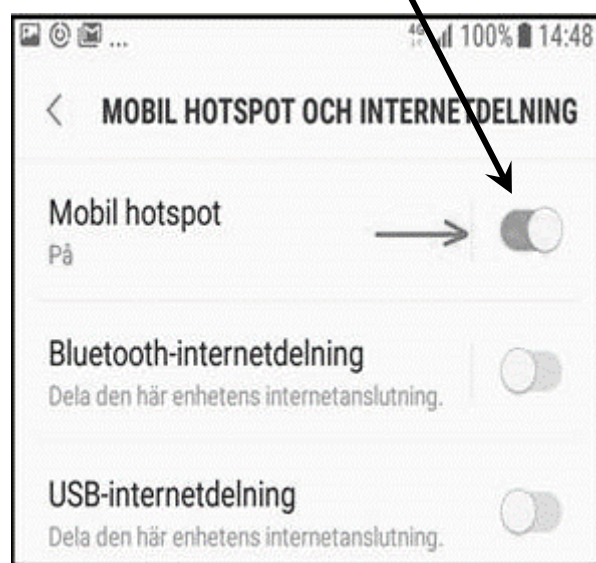 ... 4G 100% 14:48
MOBIL HOTSPOT OCH INTERNETDELNING
Mobil hotspot
På
Bluetooth-internetdelning
Dela den här enhetens internetanslutning.
USB-internetdelning
Dela den här enhetens internetanslutning.